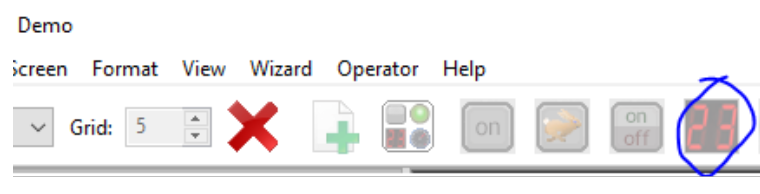 Demo
Screen Format View Wizard Operator Help
Grid: 5 on on 23
off